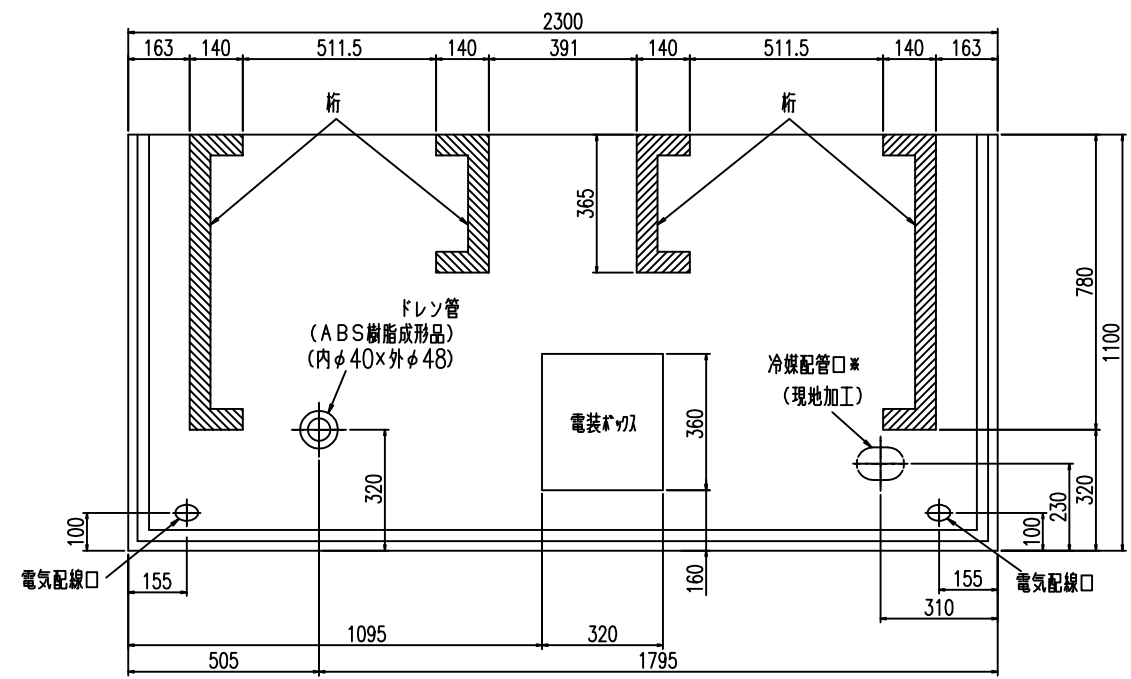 2300
163 140 511.5 140 391 140 511.5 140 163
桁 桁
365
780
1100
ドレン管
(ABS樹脂成形品)
(内φ40×外φ48)
冷媒配管口※
(現地加工)
電装ボックス
360
320
320
230
100
100
160
電気配線口
155
155
電気配線口
310
1095 320
505 1795